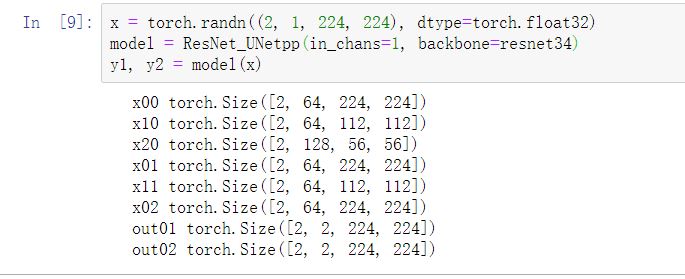 In [9]:
x = torch.randn((2, 1, 224, 224), dtype=torch.float32)
model = ResNet_UNetpp(in_chans=1, backbone=resnet34)
y1, y2 = model(x)
x00 torch.Size([2, 64, 224, 224])
x10 torch.Size([2, 64, 112, 112])
x20 torch.Size([2, 128, 56, 56])
x01 torch.Size([2, 64, 224, 224])
x11 torch.Size([2, 64, 112, 112])
x02 torch.Size([2, 64, 224, 224])
out01 torch.Size([2, 2, 224, 224])
out02 torch.Size([2, 2, 224, 224])